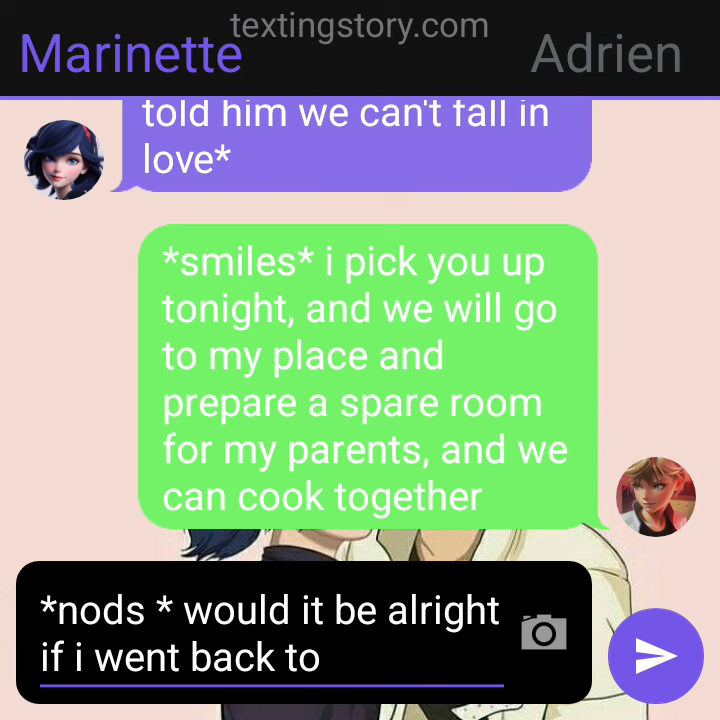 textingstory.com
Marinette
Adrien
told him we can't fall in
love*
*smiles* i pick you up
tonight, and we will go
to my place and
prepare a spare room
for my parents, and we
can cook together
*nods * would it be alright
if i went back to